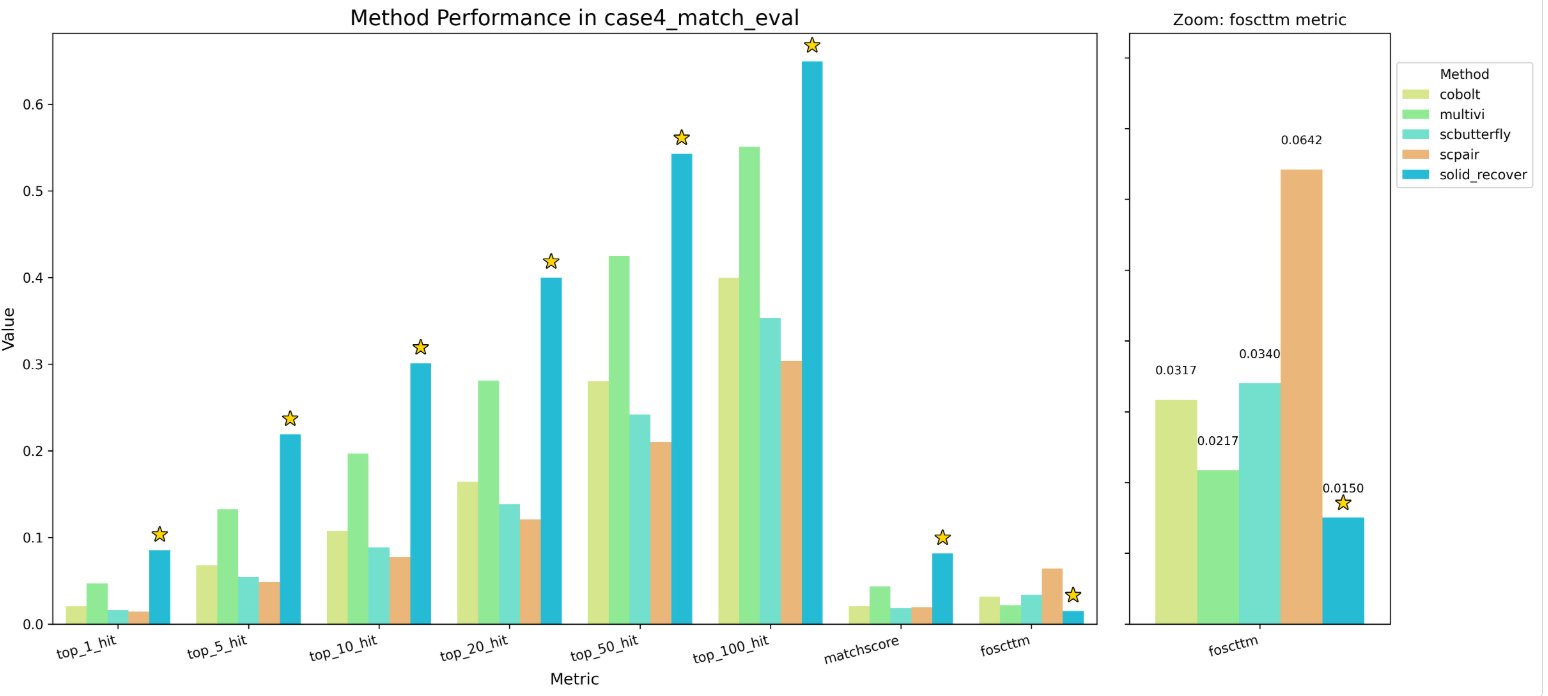 Method Performance in case4_match_eval
Value
0.6
0.5
0.4
0.3
0.2
0.1
0.0
top_1_hit
top_5_hit
top_10_hit
top_20_hit
top_50_hit
top_100_hit
matchscore
foscttm
Metric
Zoom: foscttm metric
0.0317
0.0217
0.0340
0.0642
0.0150
foscttm
Method
cobolt
multivi
scbutterfly
scpair
solid_recover